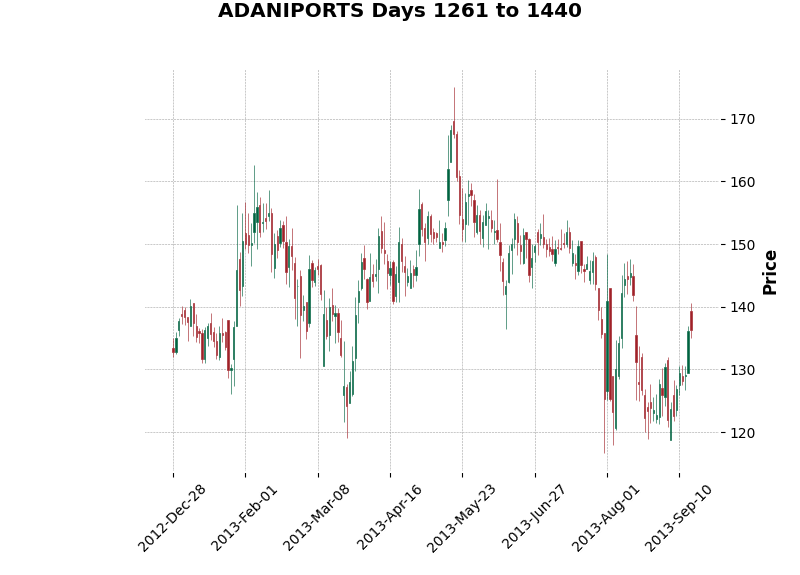 ADANIPORTS Days 1261 to 1440
170
160
150
140
130
120
Price
2012-Dec-28
2013-Feb-01
2013-Mar-08
2013-Apr-16
2013-May-23
2013-Jun-27
2013-Aug-01
2013-Sep-10